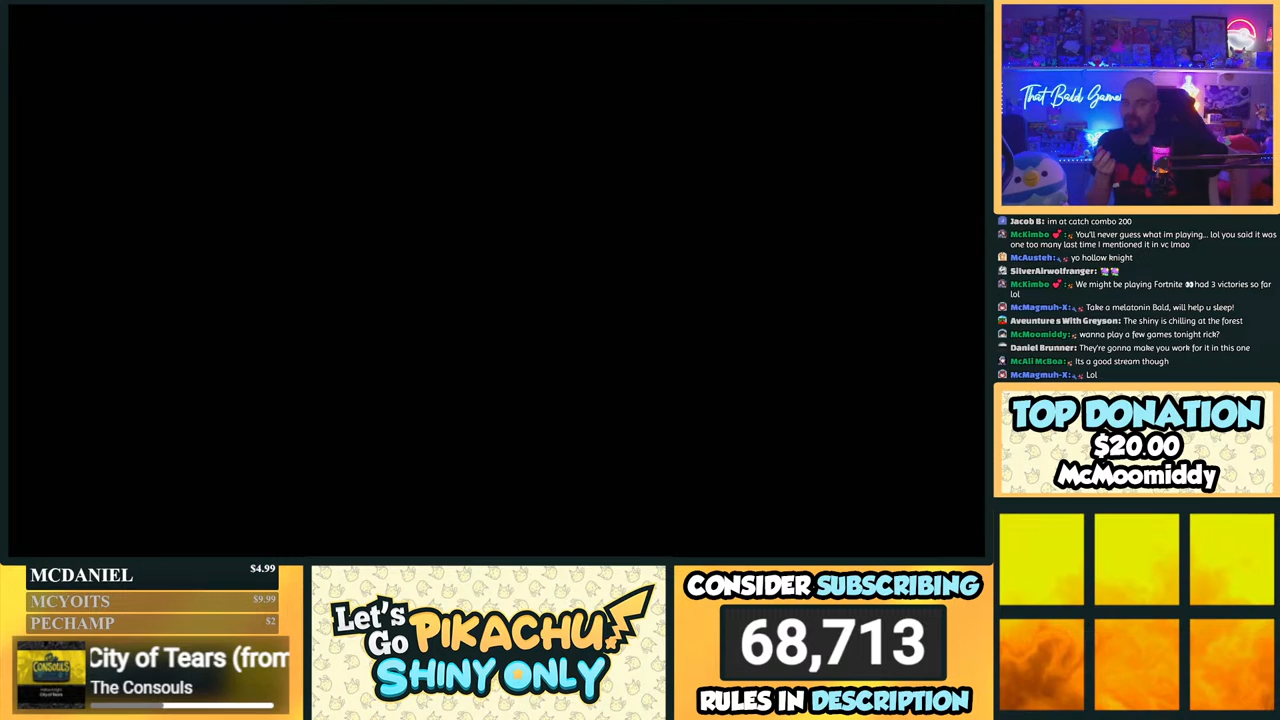 That Bald Gamer
Jacob B: im at catch combo 200
McKimbo 💕: You'll never guess what im playing... lol you said it was
one too many last time I mentioned it in vc lmao
McAusteh: yo hollow knight
SilverAirwolfranger:
McKimbo 💕: We might be playing Fortnite 👀had 3 victories so far
lol
McMagmuh-X: Take a melatonin Bald, will help u sleep!
Aveunture s With Greyson: The shiny is chilling at the forest
McMoomiddy: wanna play a few games tonight rick?
Daniel Brunner: They're gonna make you work for it in this one
McAli McBoa: Its a good stream though
McMagmuh-X: Lol
TOP DONATION
$20.00
McMoomiddy
MCDANIEL $4.99
MCYOITS $9.99
PECHAMP $2
CONSOULS
City of Tears (from
The Consouls
Let's
Go PIKACHU
SHINY ONLY
CONSIDER SUBSCRIBING
68,713
RULES IN DESCRIPTION